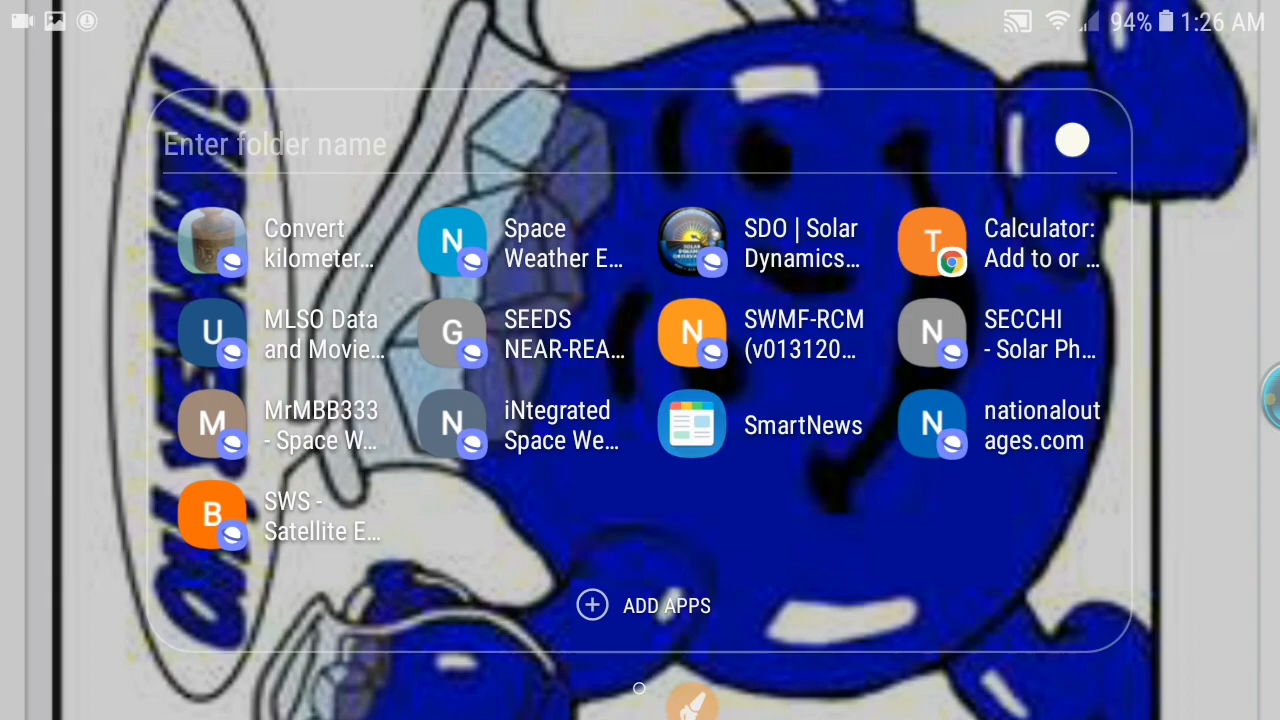 94% 1:26 AM
Enter folder name
Convert
kilometer...
N
Space
Weather E...
SDO | Solar
Dynamics...
T
Calculator:
Add to or ...
U
MLSO Data
and Movie...
G
SEEDS
NEAR-REA...
N
SWMF-RCM
(v013120...
N
SECCHI
- Solar Ph...
M
MrMBB333
- Space W...
N
iNtegrated
Space We...
SmartNews
N
nationalout
ages.com
B
SWS -
Satellite E...
ADD APPS